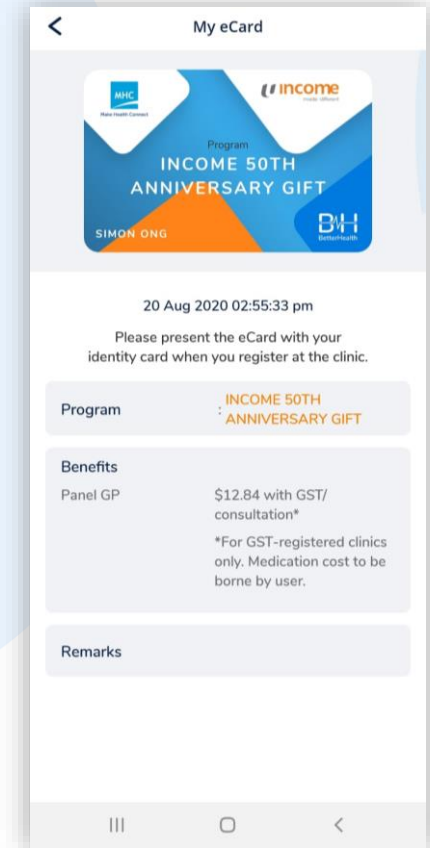 My eCard
MHC
Make Health Connect
income
made different
Program
INCOME 50TH
ANNIVERSARY GIFT
SIMON ONG
BH
BetterHealth
20 Aug 2020 02:55:33 pm
Please present the eCard with your
identity card when you register at the clinic.
Program : INCOME 50TH
ANNIVERSARY GIFT
Benefits
Panel GP $12.84 with GST/
consultation*
*For GST-registered clinics
only. Medication cost to be
borne by user.
Remarks